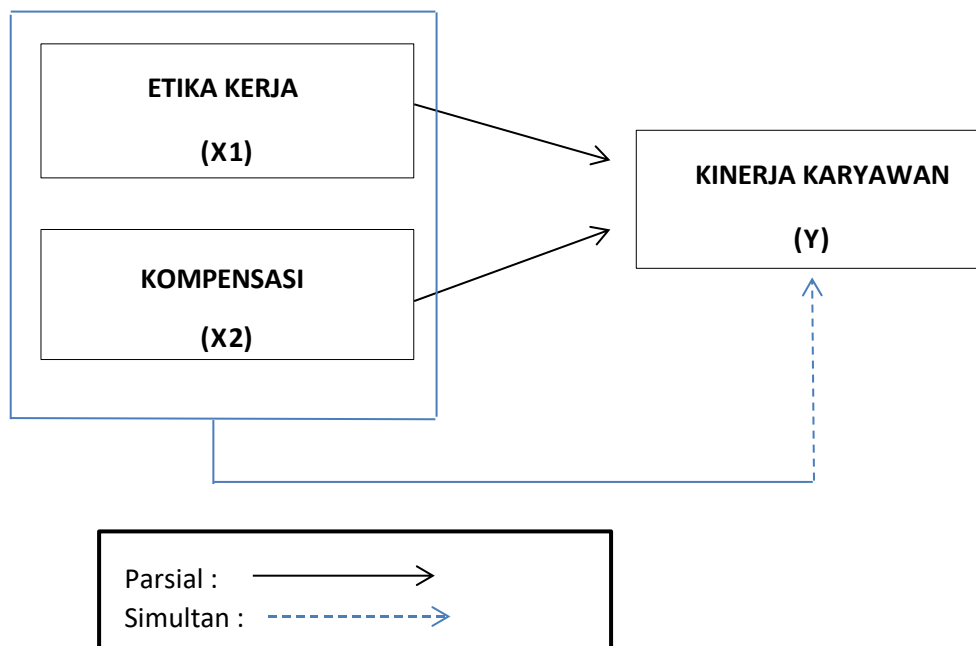 ETIKA KERJA
(X1)
KOMPENSASI
(X2)
KINERJA KARYAWAN
(Y)
Parsial :
Simultan :